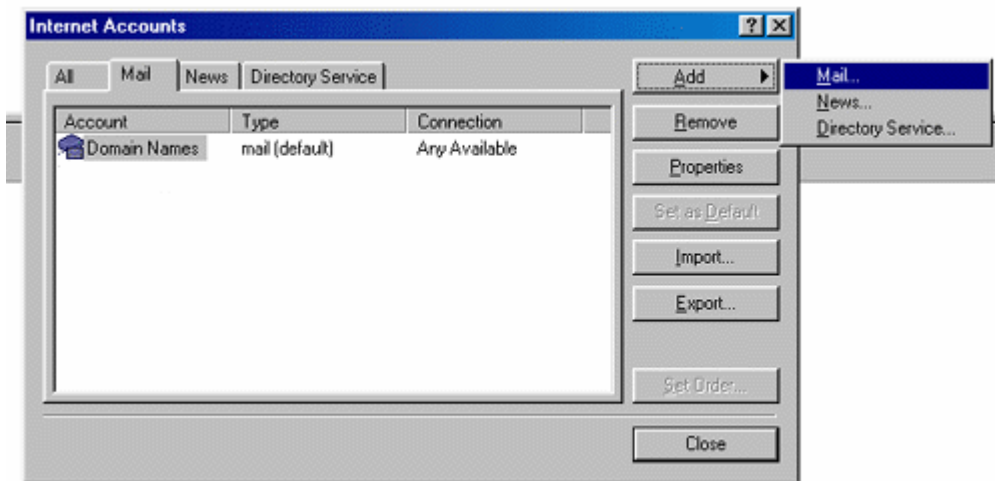 Internet Accounts
All Mail News Directory Service
Account Type Connection
Domain Names mail (default) Any Available
Add
Remove
Properties
Set as Default
Import...
Export...
Set Order...
Close
Mail...
News...
Directory Service...